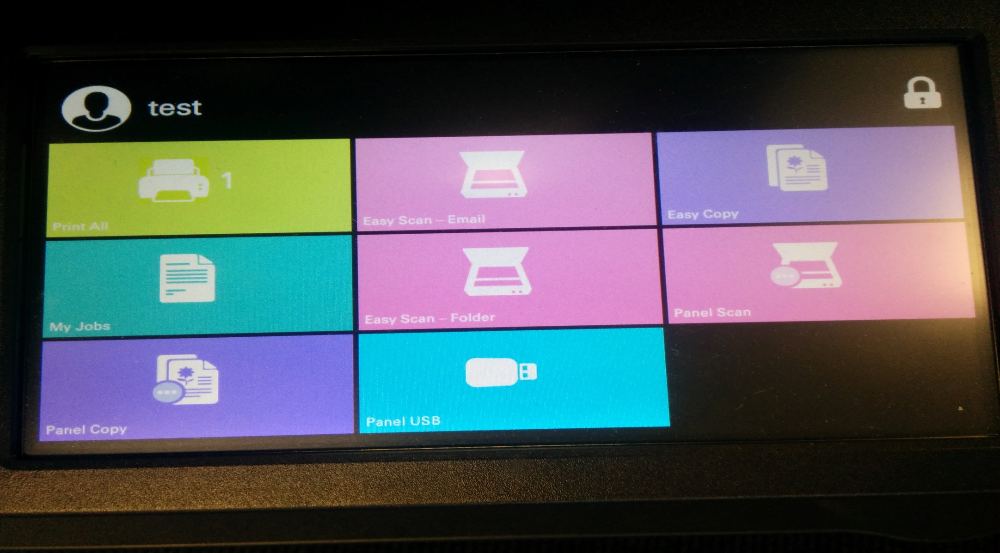 test
1
Print All
Easy Scan – Email
Easy Copy
My Jobs
Easy Scan – Folder
Panel Scan
Panel Copy
Panel USB